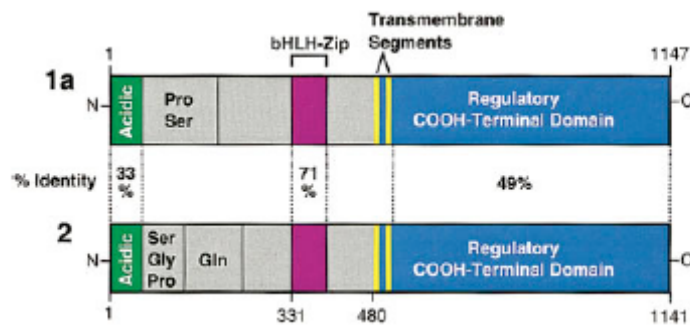 Transmembrane
Segments
bHLH-Zip
1
1147
1a
N
Acidic
Pro
Ser
Regulatory
COOH-Terminal Domain
C
% Identity
33
%
71
%
49%
2
N
Acidic
Ser
Gly
Pro
Gln
Regulatory
COOH-Terminal Domain
C
1
331
480
1141